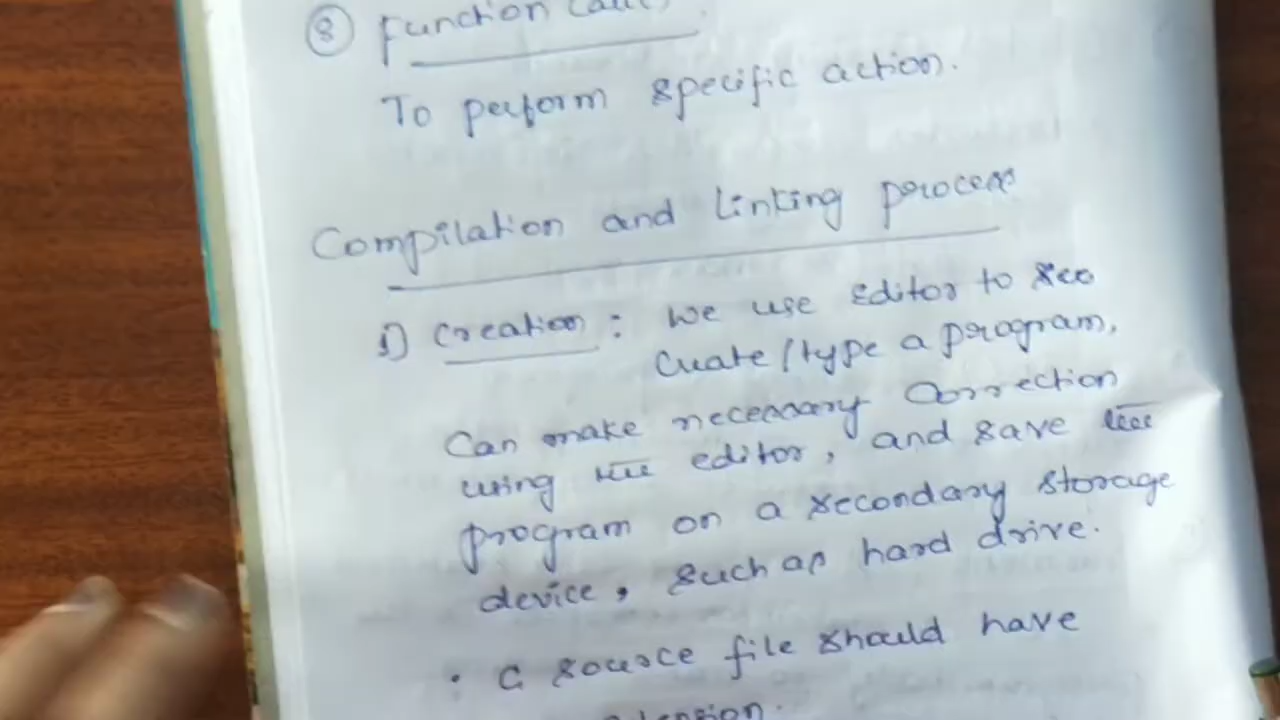 8 Function
To perform specific action.
Compilation and linking process
1) Creation : We use editor to
Create/type a program,
Can make necessary Correction
using the editor, and save the
program on a secondary storage
device, such as hard drive.
• C source file should have